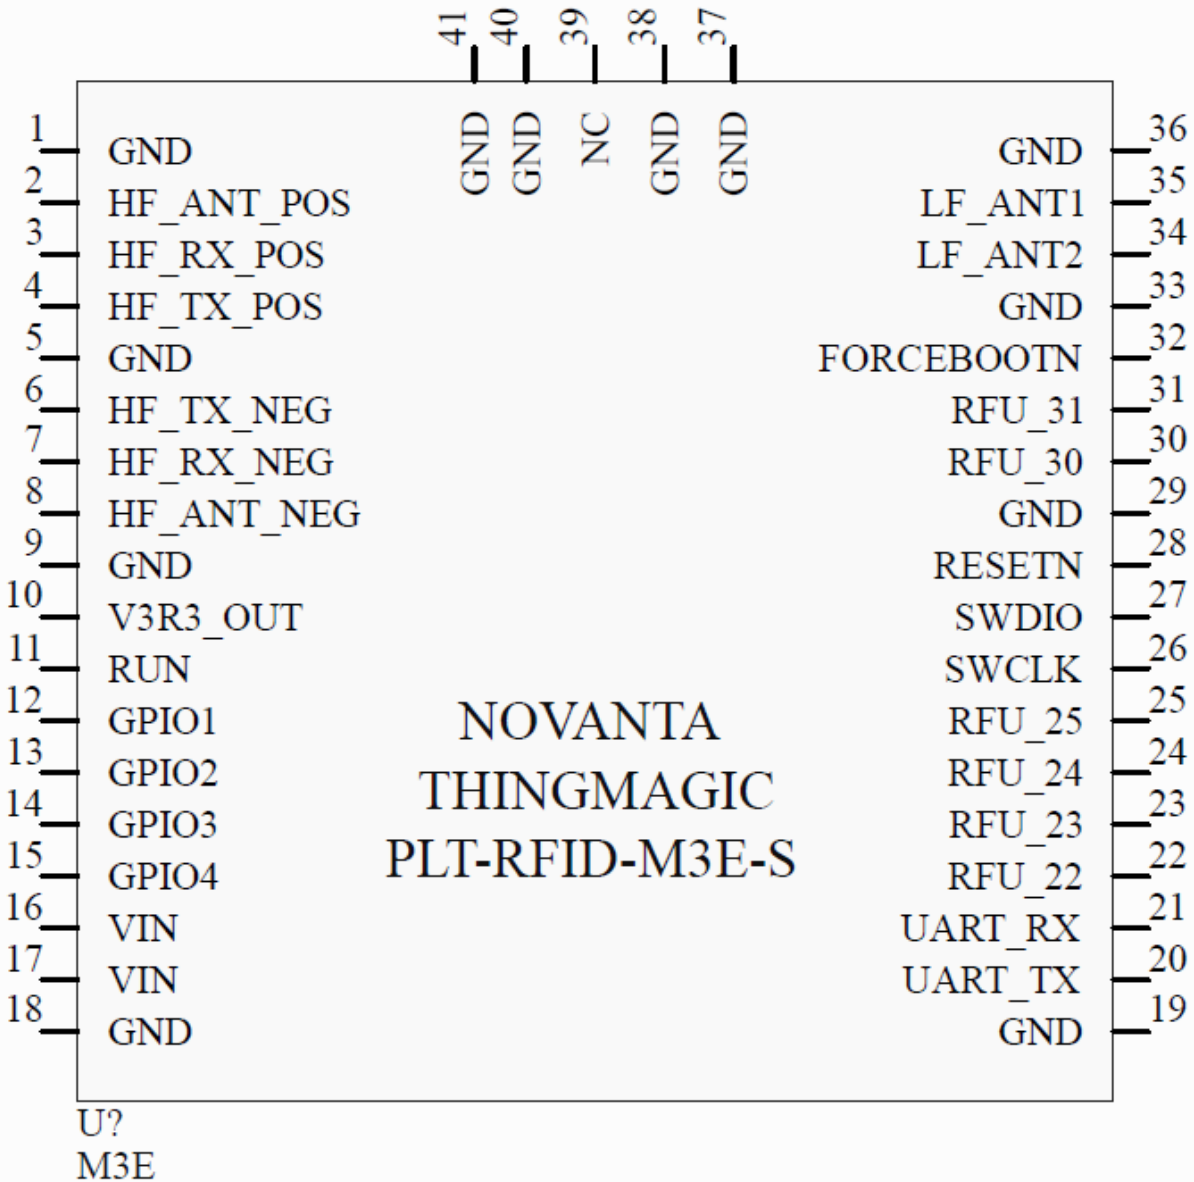 41 40 39 38 37
GND GND NC GND GND
1 GND
2 HF_ANT_POS
3 HF_RX_POS
4 HF_TX_POS
5 GND
6 HF_TX_NEG
7 HF_RX_NEG
8 HF_ANT_NEG
9 GND
10 V3R3_OUT
11 RUN
12 GPIO1
13 GPIO2
14 GPIO3
15 GPIO4
16 VIN
17 VIN
18 GND
NOVANTA
THINGMAGIC
PLT-RFID-M3E-S
GND 36
LF_ANT1 35
LF_ANT2 34
GND 33
FORCEBOOTN 32
RFU_31 31
RFU_30 30
GND 29
RESETN 28
SWDIO 27
SWCLK 26
RFU_25 25
RFU_24 24
RFU_23 23
RFU_22 22
UART_RX 21
UART_TX 20
GND 19
U?
M3E